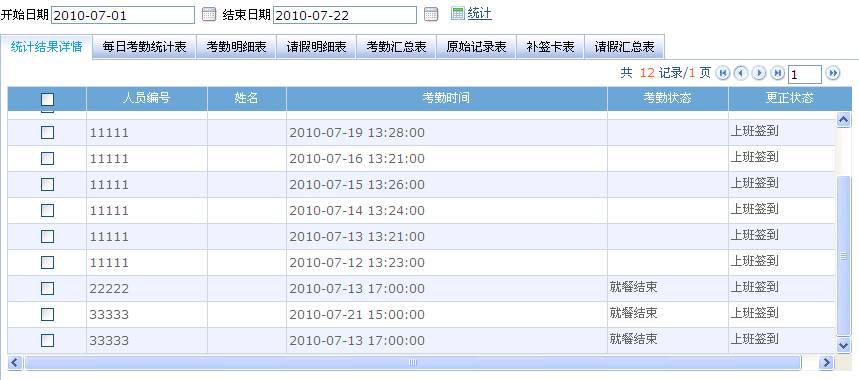 开始日期 2010-07-01 结束日期 2010-07-22 统计
统计结果详情 每日考勤统计表 考勤明细表 请假明细表 考勤汇总表 原始记录表 补签卡表 请假汇总表
共 12 记录/1 页 1
人员编号 姓名 考勤时间 考勤状态 更正状态
11111 2010-07-19 13:28:00 上班签到
11111 2010-07-16 13:21:00 上班签到
11111 2010-07-15 13:26:00 上班签到
11111 2010-07-14 13:24:00 上班签到
11111 2010-07-13 13:21:00 上班签到
11111 2010-07-12 13:23:00 上班签到
22222 2010-07-13 17:00:00 就餐结束 上班签到
33333 2010-07-21 15:00:00 就餐结束 上班签到
33333 2010-07-13 17:00:00 就餐结束 上班签到